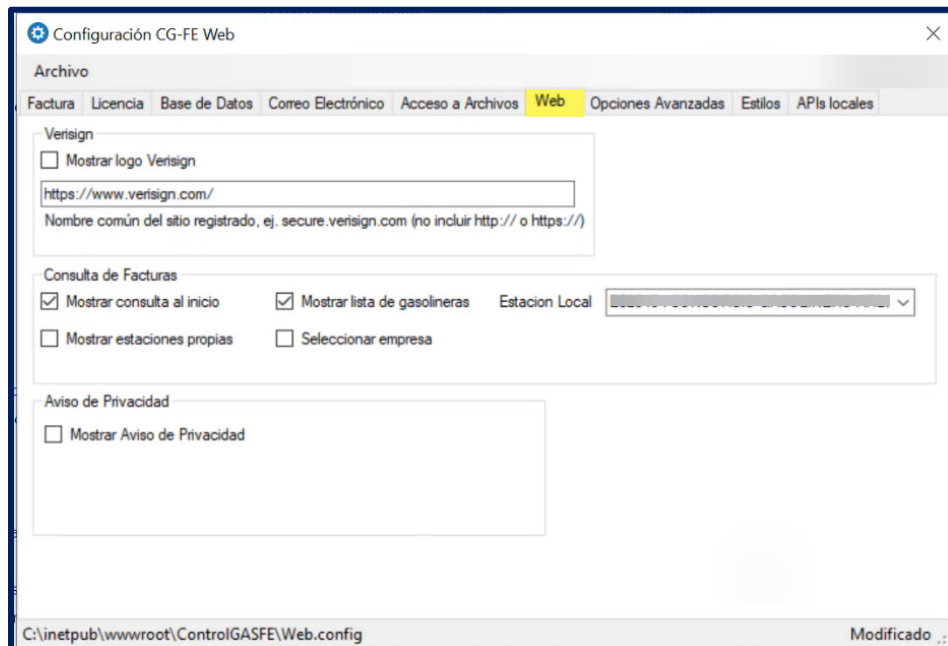 Configuración CG-FE Web
Archivo
Factura Licencia Base de Datos Correo Electrónico Acceso a Archivos Web Opciones Avanzadas Estilos APIs locales
Verisign
Mostrar logo Verisign
https://www.verisign.com/
Nombre común del sitio registrado, ej. secure.verisign.com (no incluir http:// o https://)
Consulta de Facturas
Mostrar consulta al inicio Mostrar lista de gasolineras Estacion Local
Mostrar estaciones propias Seleccionar empresa
Aviso de Privacidad
Mostrar Aviso de Privacidad
C:\inetpub\wwwroot\ControlGASFE\Web.config Modificado